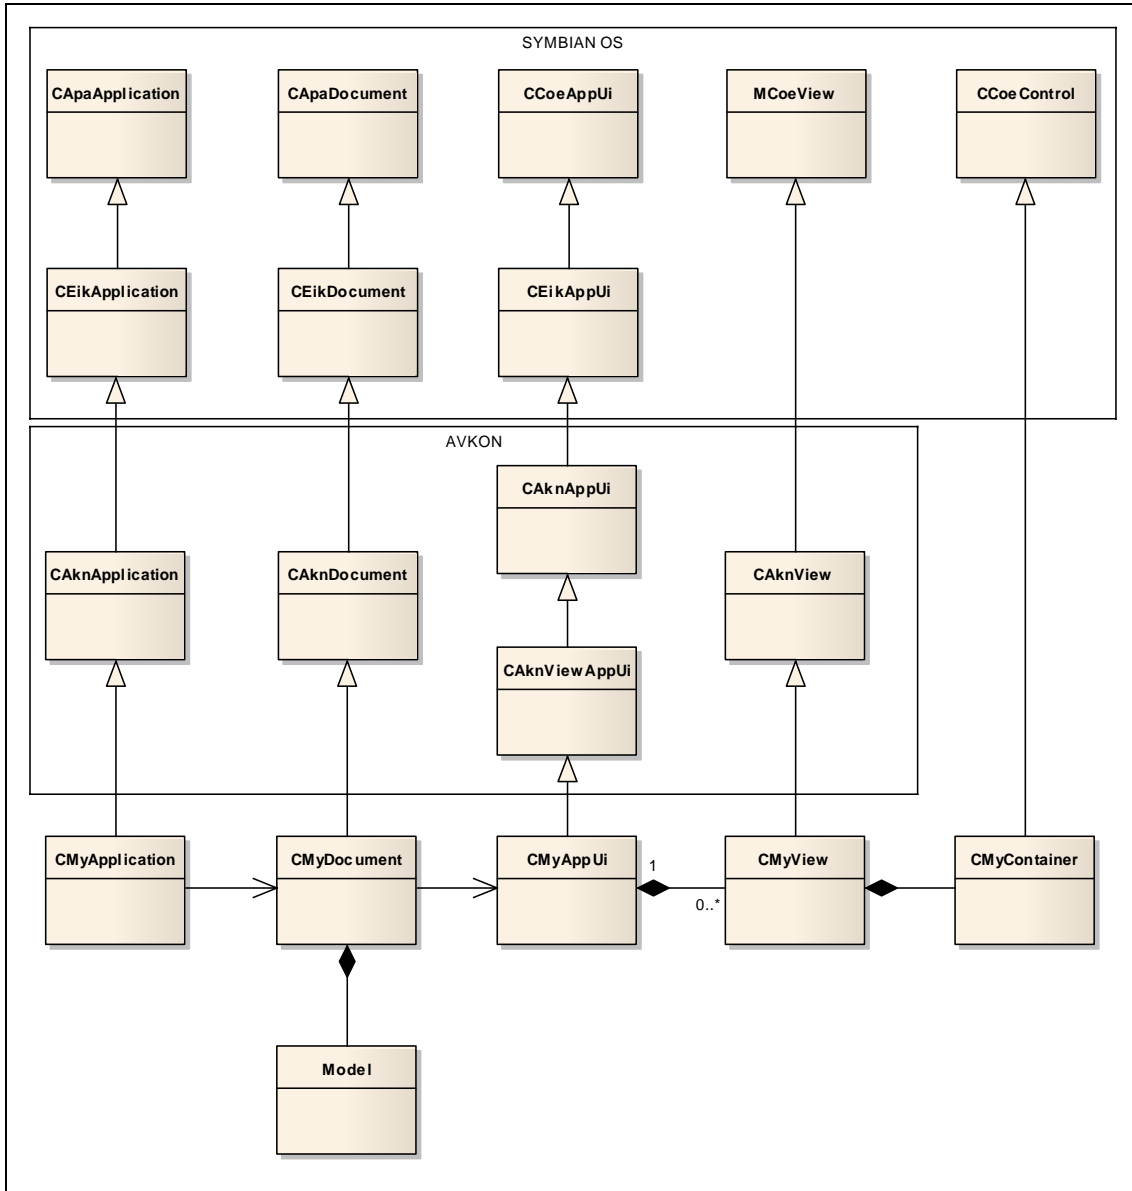 SYMBIAN OS
CApaApplication
CApaDocument
CCoeAppUi
MCoeView
CCoeControl
CEikApplication
CEikDocument
CEikAppUi
AVKON
CAknAppUi
CAknApplication
CAknDocument
CAknView
CAknViewAppUi
CMyApplication
CMyDocument
CMyAppUi
1
0..*
CMyView
CMyContainer
Model